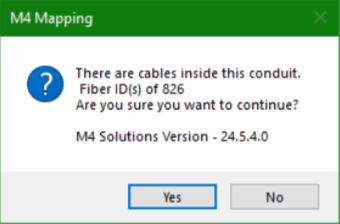 M4 Mapping
There are cables inside this conduit.
Fiber ID(s) of 826
Are you sure you want to continue?
M4 Solutions Version - 24.5.4.0
Yes
No